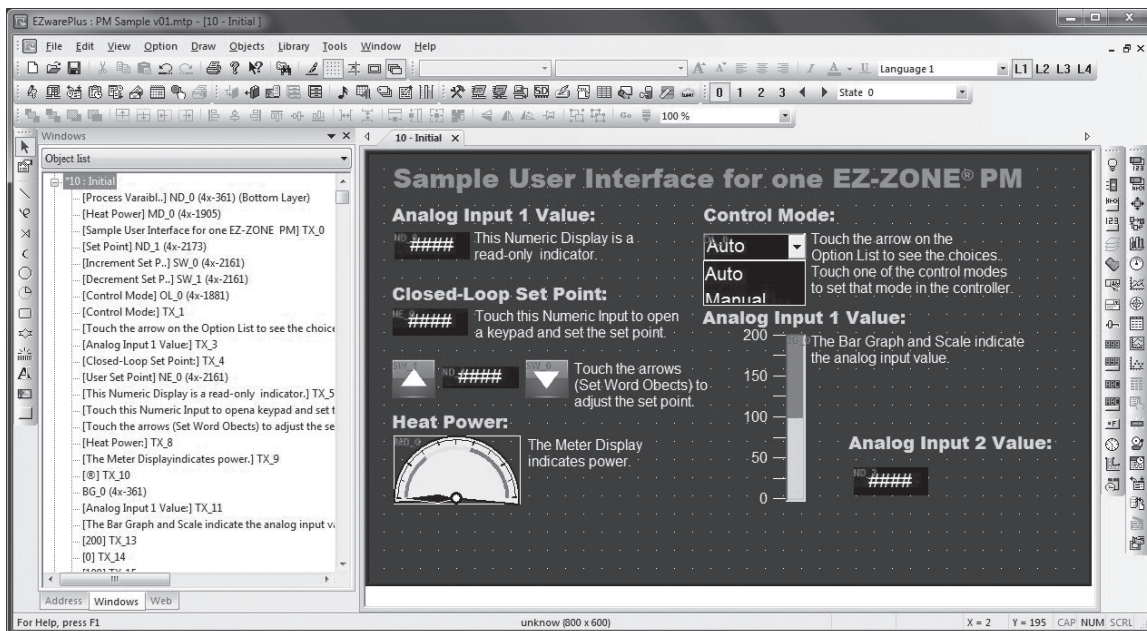 EZwarePlus : PM Sample v01.mtp - [10 - Initial ]
File Edit View Option Draw Objects Library Tools Window Help
Language 1
L1 L2 L3 L4
0 1 2 3
State 0
100 %
Windows
10 - Initial
Object list
*10 : Initial
[Process Varaibl..] ND_0 (4x-361) (Bottom Layer)
[Heat Power] MD_0 (4x-1905)
[Sample User Interface for one EZ-ZONE PM] TX_0
[Set Point] ND_1 (4x-2173)
[Increment Set P..] SW_0 (4x-2161)
[Decrement Set P..] SW_1 (4x-2161)
[Control Mode] OL_0 (4x-1881)
[Control Mode:] TX_1
[Touch the arrow on the Option List to see the choice
[Analog Input 1 Value:] TX_3
[Closed-Loop Set Point:] TX_4
[User Set Point] NE_0 (4x-2161)
[This Numeric Display is a read-only indicator.] TX_5
[Touch this Numeric Input to opena keypad and set t
[Touch the arrows (Set Word Obects) to adjust the se
[Heat Power:] TX_8
[The Meter Displayindicates power.] TX_9
[®] TX_10
BG_0 (4x-361)
[Analog Input 1 Value:] TX_11
[The Bar Graph and Scale indicate the analog input va
[200] TX_13
[0] TX_14
Address Windows Web
Sample User Interface for one EZ-ZONE® PM
Analog Input 1 Value:
####
This Numeric Display is a
read-only indicator.
Closed-Loop Set Point:
NE_0
####
Touch this Numeric Input to open
a keypad and set the set point.
SW_1
ND
####
SW_0
Touch the arrows
(Set Word Obects) to
adjust the set point.
Heat Power:
MD_0
The Meter Display
indicates power.
Control Mode:
Auto
Auto
Manual
Touch the arrow on the
Option List to see the choices.
Touch one of the control modes
to set that mode in the controller.
Analog Input 1 Value:
200
150
100
50
0
The Bar Graph and Scale indicate
the analog input value.
Analog Input 2 Value:
####
For Help, press F1
unknow (800 x 600)
X = 2 Y = 195 CAP NUM SCRL